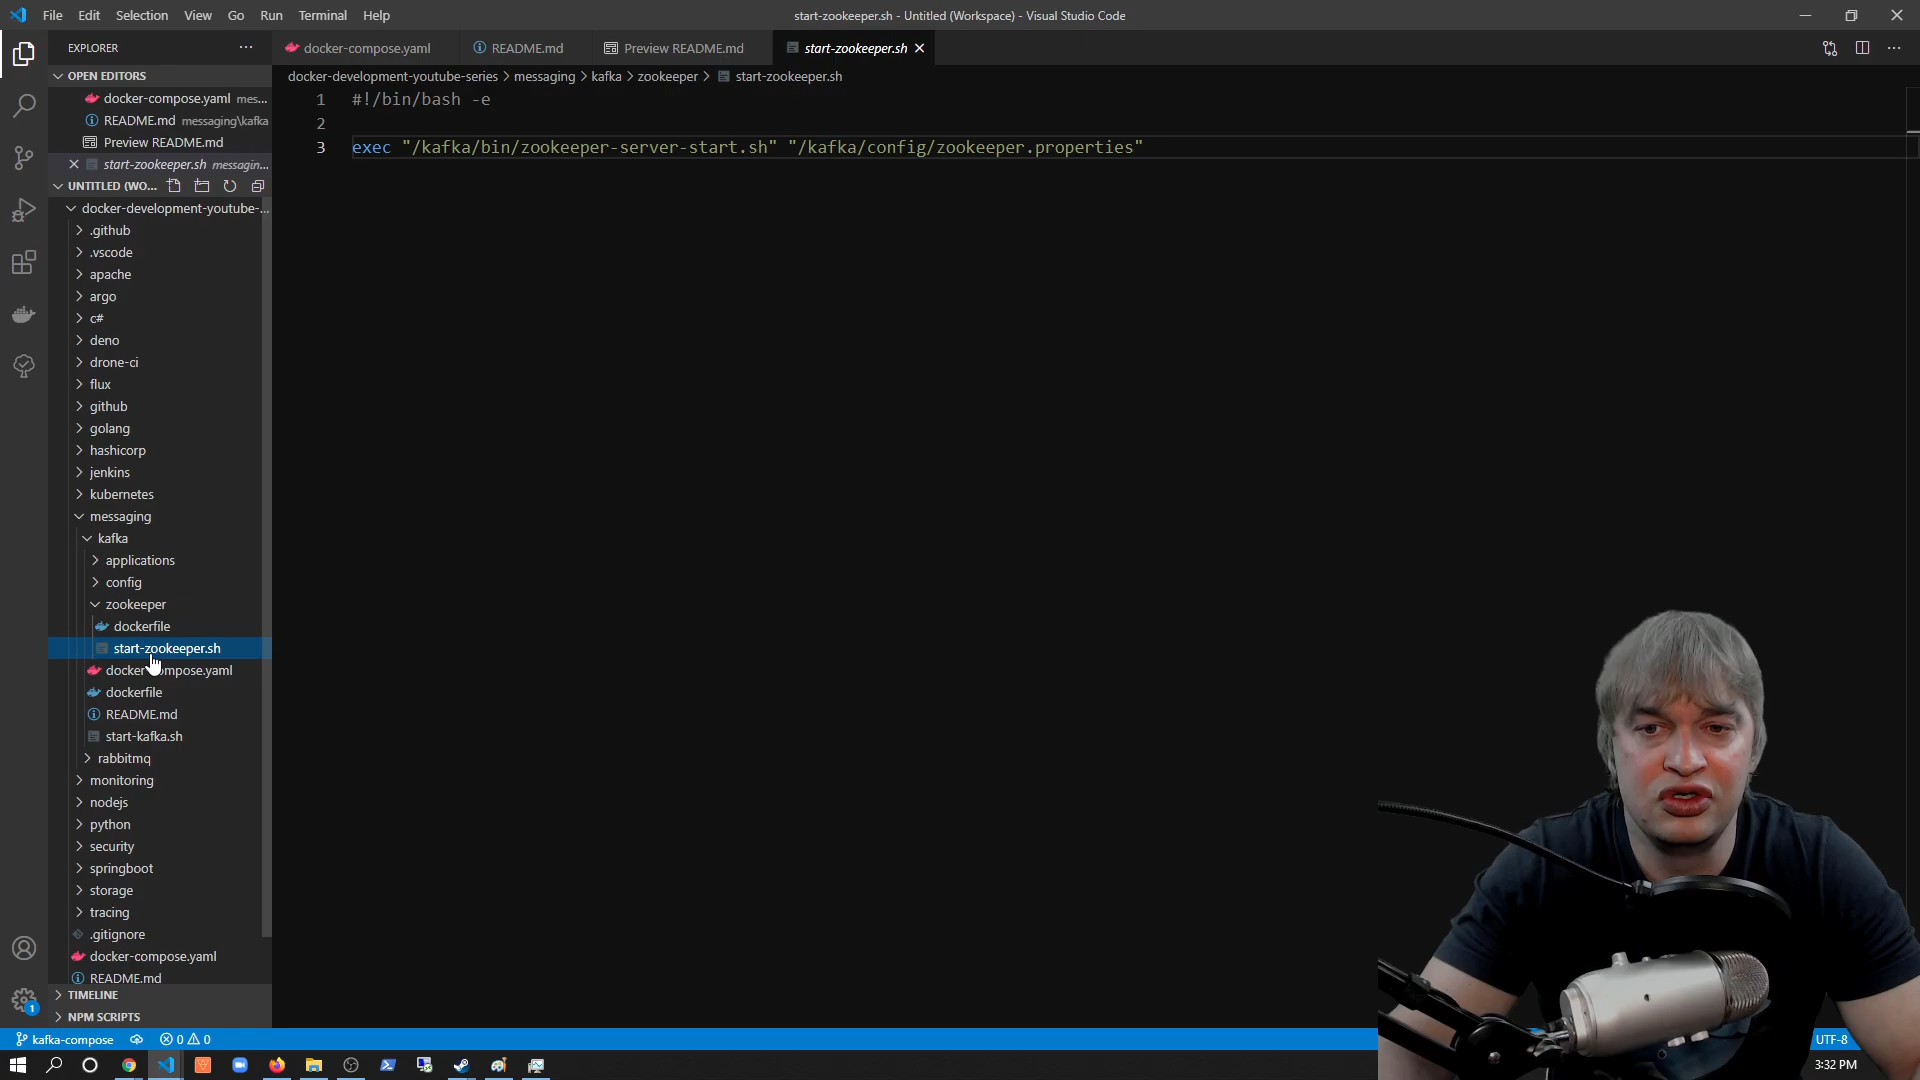 File Edit Selection View Go Run Terminal Help
start-zookeeper.sh - Untitled (Workspace) - Visual Studio Code
EXPLORER
docker-compose.yaml
README.md
Preview README.md
start-zookeeper.sh
OPEN EDITORS
docker-compose.yaml mes...
README.md messaging\kafka
Preview README.md
start-zookeeper.sh messagin...
UNTITLED (WO...
docker-development-youtube-...
.github
.vscode
apache
argo
c#
deno
drone-ci
flux
github
golang
hashicorp
jenkins
kubernetes
messaging
kafka
applications
config
zookeeper
dockerfile
start-zookeeper.sh
docker-compose.yaml
dockerfile
README.md
start-kafka.sh
rabbitmq
monitoring
nodejs
python
security
springboot
storage
tracing
.gitignore
docker-compose.yaml
README.md
TIMELINE
NPM SCRIPTS
docker-development-youtube-series > messaging > kafka > zookeeper > start-zookeeper.sh
1 #!/bin/bash -e
2
3 exec "/kafka/bin/zookeeper-server-start.sh" "/kafka/config/zookeeper.properties"
1
kafka-compose 0 0
UTF-8
3:32 PM